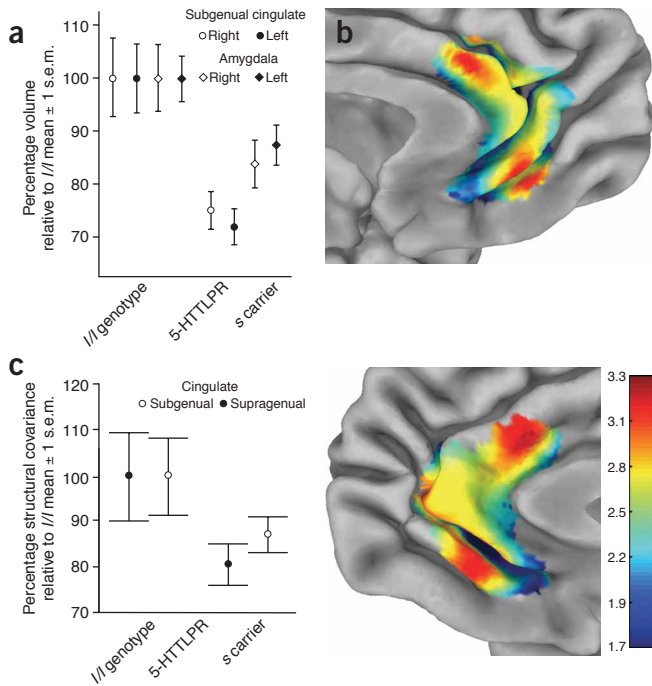 a
Subgenual cingulate
Right Left
Amygdala
Right Left
Percentage volume
relative to l/l mean ± 1 s.e.m.
110
100
90
80
70
l/l genotype
5-HTTLPR
s carrier
b
c
Cingulate
Subgenual Supragenual
Percentage structural covariance
relative to l/l mean ± 1 s.e.m.
120
110
100
90
80
70
l/l genotype
5-HTTLPR
s carrier
3.3
3.1
2.8
2.5
2.2
1.9
1.7